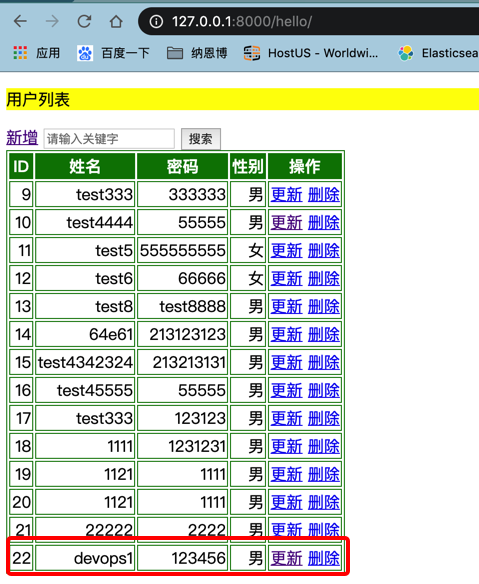 127.0.0.1:8000/hello/
应用 百度一下 纳恩博 HostUS - Worldwi... Elasticsea
用户列表
新增 请输入关键字 搜索
ID 姓名 密码 性别 操作
9 test333 333333 男 更新 删除
10 test4444 55555 男 更新 删除
11 test5 555555555 女 更新 删除
12 test6 66666 女 更新 删除
13 test8 test8888 男 更新 删除
14 64e61 213123123 男 更新 删除
15 test4342324 213213131 男 更新 删除
16 test45555 55555 男 更新 删除
17 test333 123123 男 更新 删除
18 1111 1231231 男 更新 删除
19 1121 1111 男 更新 删除
20 1121 1111 男 更新 删除
21 22222 2222 男 更新 删除
22 devops1 123456 男 更新 删除